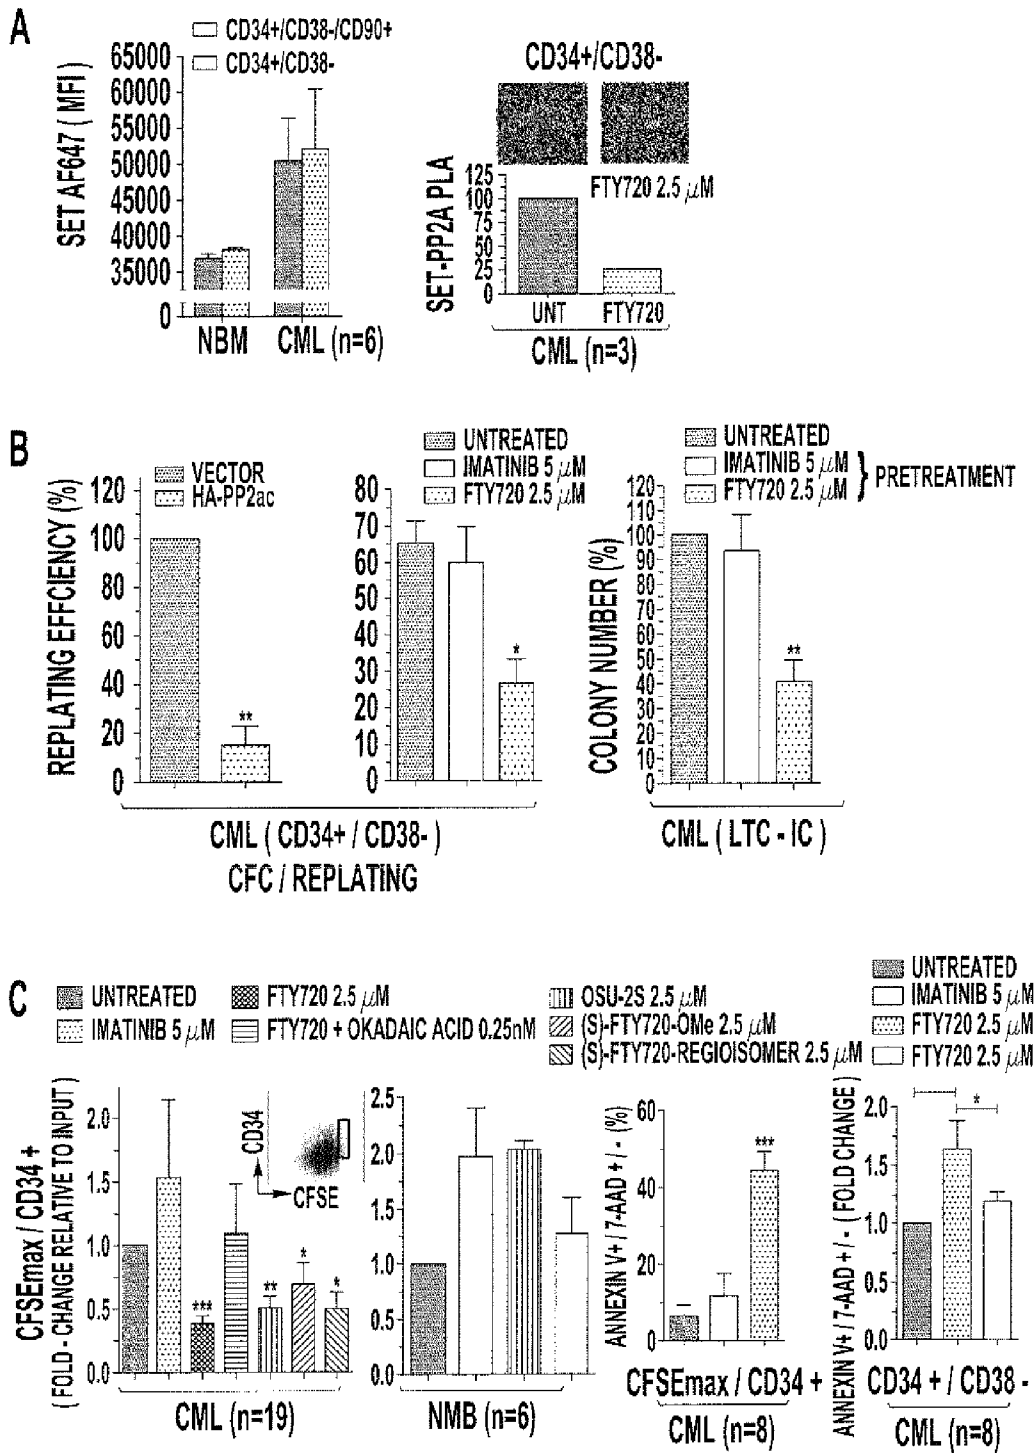 A
CD34+/CD38-/CD90+
CD34+/CD38-
SET AF647 ( MFI )
65000
60000
55000
50000
45000
40000
35000
0
NBM CML (n=6)
CD34+/CD38-
FTY720 2.5 μM
SET-PP2A PLA
125
100
75
50
25
0
UNT FTY720
CML (n=3)
B
VECTOR
HA-PP2ac
REPLATING EFFCIENCY (%)
120
100
80
60
40
20
0
**
UNTREATED
IMATINIB 5 μM
FTY720 2.5 μM
80
70
60
50
40
30
20
10
0
*
CML ( CD34+ / CD38- )
CFC / REPLATING
UNTREATED
IMATINIB 5 μM
FTY720 2.5 μM
} PRETREATMENT
COLONY NUMBER (%)
120
110
100
90
80
70
60
50
40
30
20
10
0
**
CML ( LTC - IC )
C
UNTREATED
IMATINIB 5 μM
FTY720 2.5 μM
FTY720 + OKADAIC ACID 0.25nM
OSU-2S 2.5 μM
(S)-FTY720-OMe 2.5 μM
(S)-FTY720-REGIOISOMER 2.5 μM
UNTREATED
IMATINIB 5 μM
FTY720 2.5 μM
FTY720 2.5 μM
CFSEmax / CD34 +
( FOLD - CHANGE RELATIVE TO INPUT )
2.0
1.5
1.0
0.5
0.0
CD34
CFSE
***
**
*
*
CML (n=19)
2.5
2.0
1.5
1.0
0.5
0.0
NMB (n=6)
ANNEXIN V+ / 7-AAD + / - (%)
60
40
20
0
***
CFSEmax / CD34 +
CML (n=8)
ANNEXIN V+ / 7-AAD + / - ( FOLD CHANGE )
2.0
1.5
1.0
0.5
0.0
*
CD34 + / CD38 -
CML (n=8)